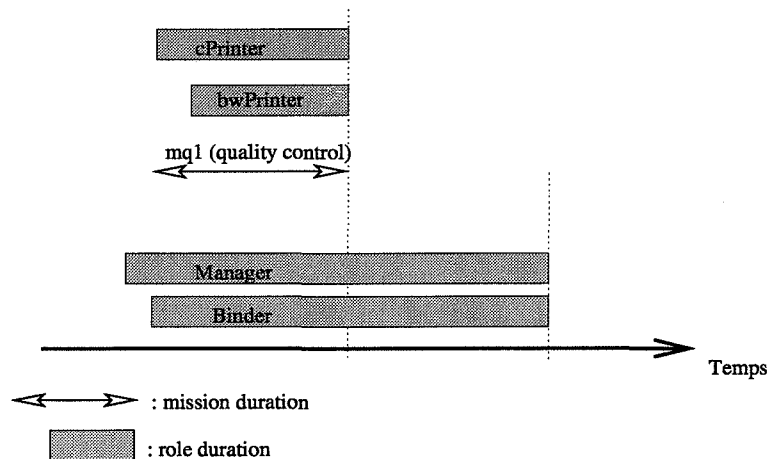 cPrinter
bwPrinter
mq1 (quality control)
Manager
Binder
Temps
: mission duration
: role duration